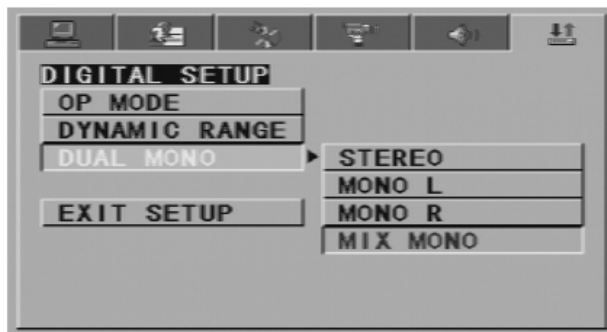 DIGITAL SETUP
OP MODE
DYNAMIC RANGE
DUAL MONO
STEREO
MONO L
EXIT SETUP
MONO R
MIX MONO